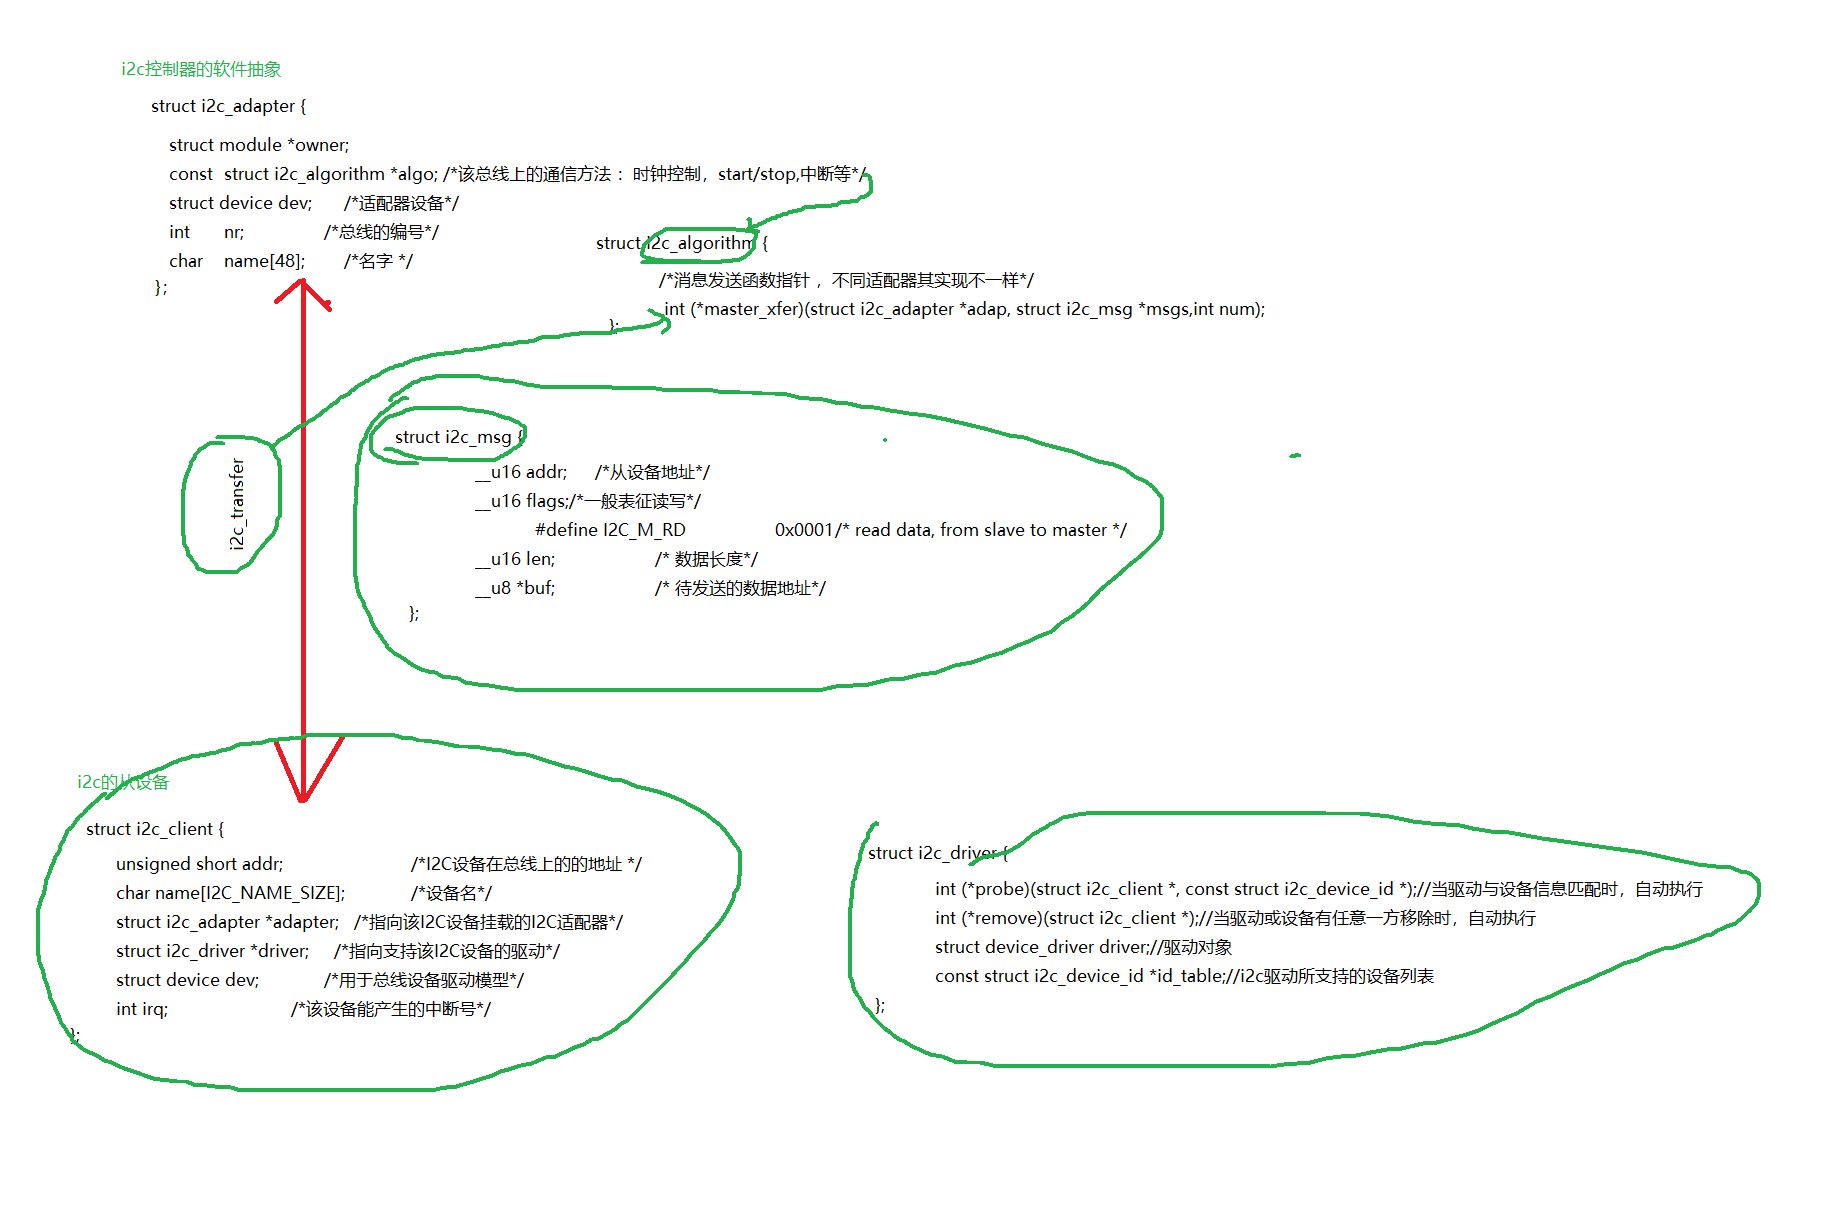 i2c控制器的软件抽象
struct i2c_adapter {
struct module *owner;
const struct i2c_algorithm *algo; /*该总线上的通信方法 ：时钟控制，start/stop,中断等*/
struct device dev; /*适配器设备*/
int nr; /*总线的编号*/
char name[48]; /*名字 */
};
struct i2c_algorithm {
/*消息发送函数指针 ，不同适配器其实现不一样*/
int (*master_xfer)(struct i2c_adapter *adap, struct i2c_msg *msgs,int num);
};
i2c_transfer
struct i2c_msg {
__u16 addr; /*从设备地址*/
__u16 flags;/*一般表征读写*/
#define I2C_M_RD 0x0001/* read data, from slave to master */
__u16 len; /* 数据长度*/
__u8 *buf; /* 待发送的数据地址*/
};
i2c的从设备
struct i2c_client {
unsigned short addr; /*I2C设备在总线上的的地址 */
char name[I2C_NAME_SIZE]; /*设备名*/
struct i2c_adapter *adapter; /*指向该I2C设备挂载的I2C适配器*/
struct i2c_driver *driver; /*指向支持该I2C设备的驱动*/
struct device dev; /*用于总线设备驱动模型*/
int irq; /*该设备能产生的中断号*/
};
struct i2c_driver {
int (*probe)(struct i2c_client *, const struct i2c_device_id *);//当驱动与设备信息匹配时，自动执行
int (*remove)(struct i2c_client *);//当驱动或设备有任意一方移除时，自动执行
struct device_driver driver;//驱动对象
const struct i2c_device_id *id_table;//i2c驱动所支持的设备列表
};